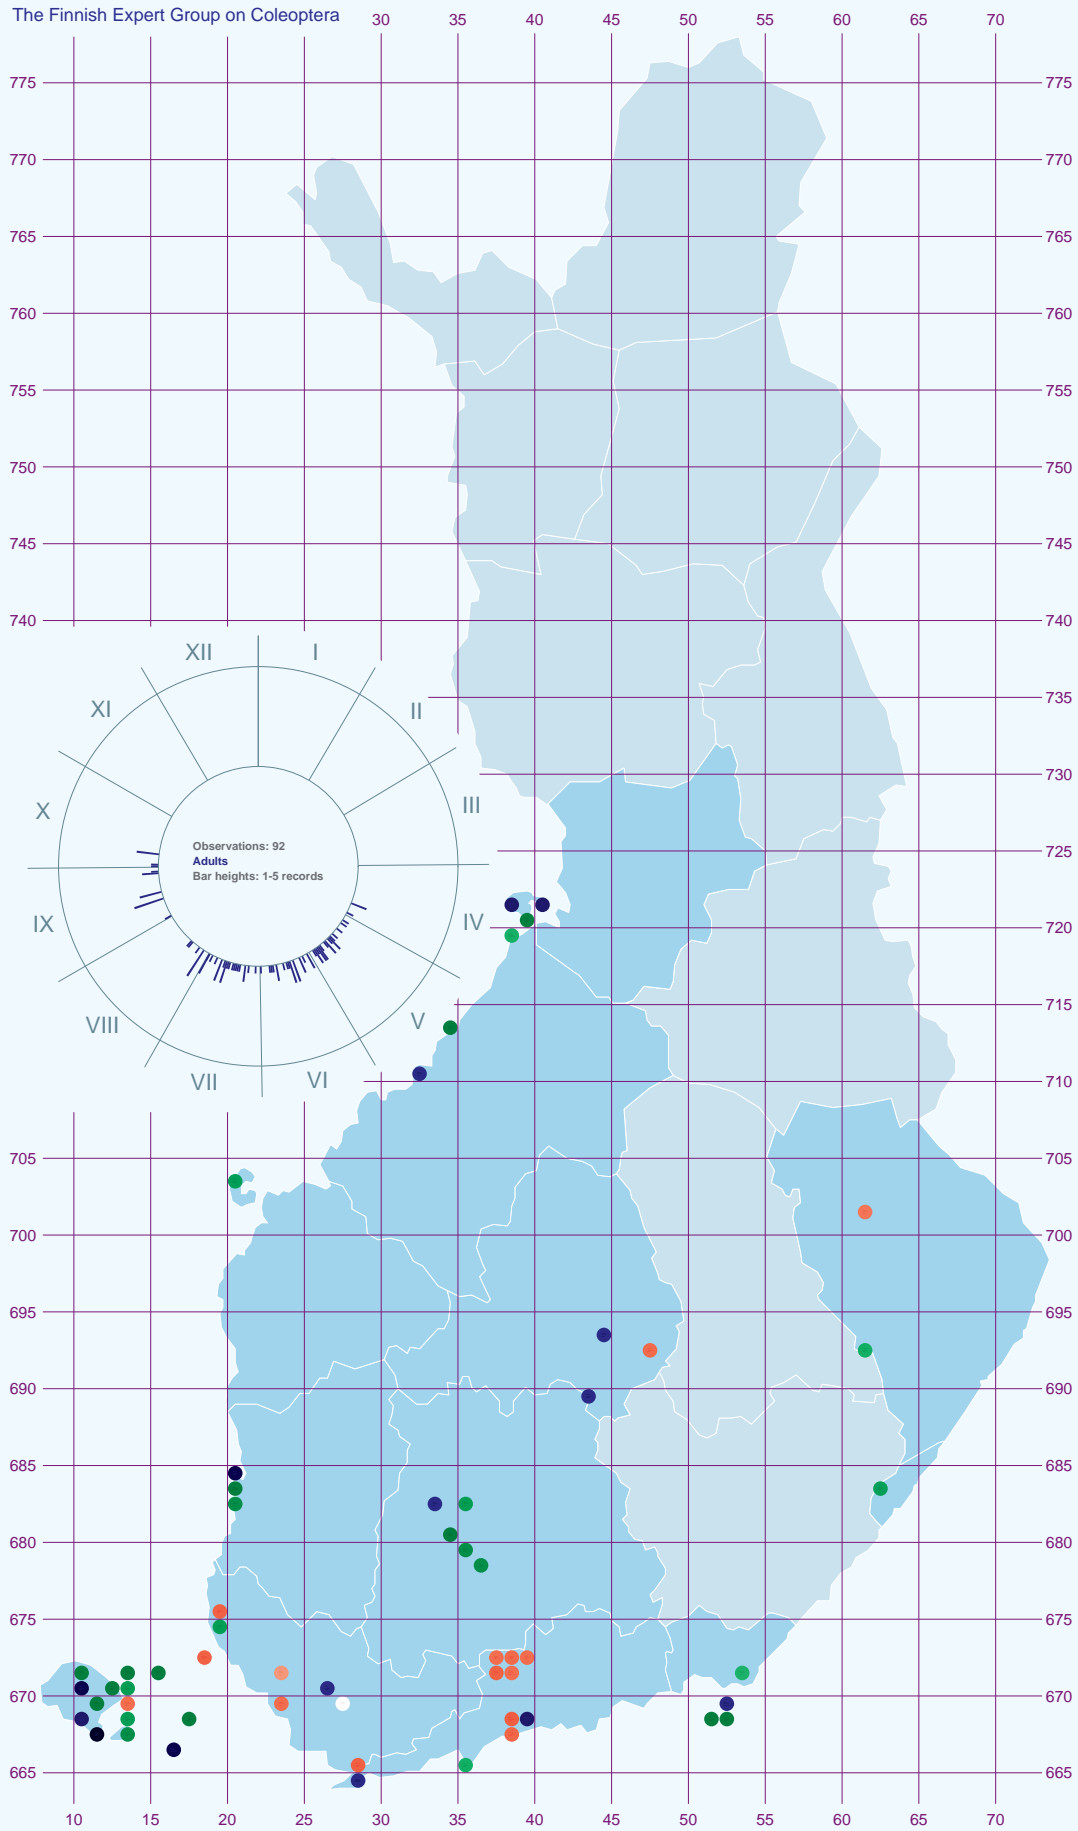 The Finnish Expert Group on Coleoptera 30 35 40 45 50 55 60 65 70
775 775
770 770
765 765
760 760
755 755
750 750
745 745
740 740
735
730
725
720
715
710
705 705
700 700
695 695
690 690
685 685
680 680
675 675
670 670
665 665
10 15 20 25 30 35 40 45 50 55 60 65 70
XII I
XI II
X III
IX IV
VIII V
VII VI
Observations: 92
Adults
Bar heights: 1-5 records